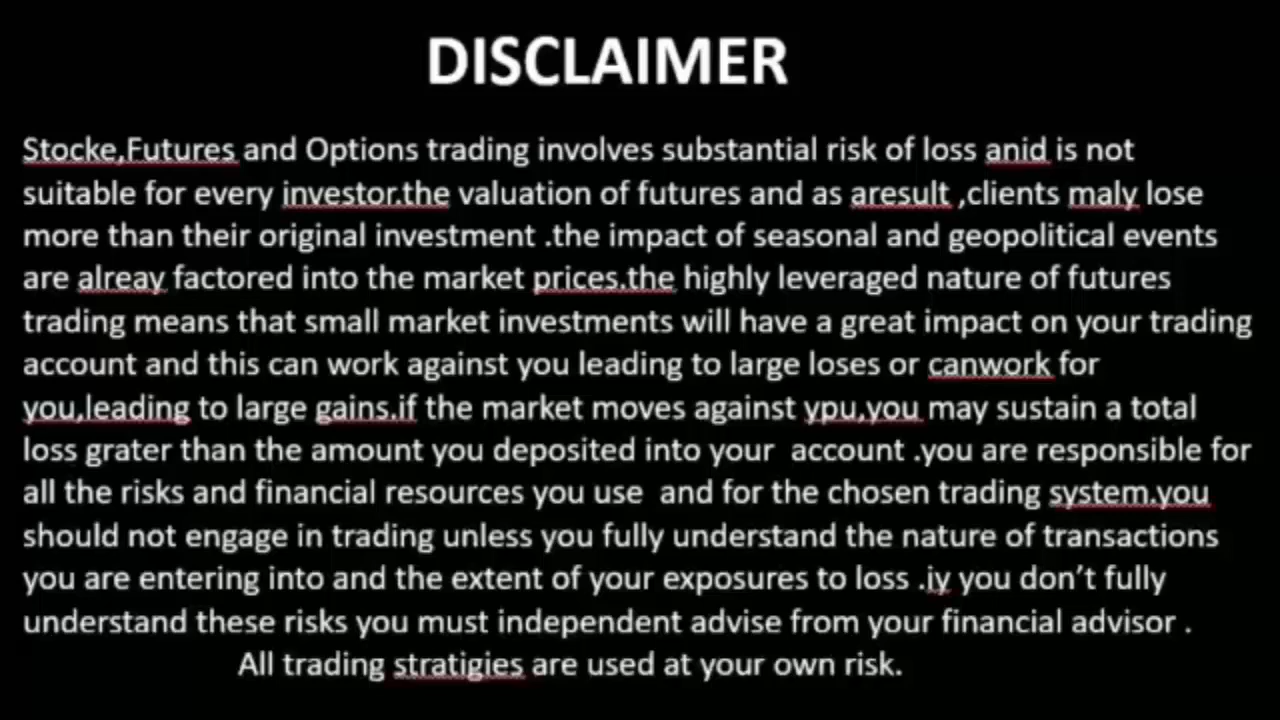 DISCLAIMER
Stocke,Futures and Options trading involves substantial risk of loss anid is not
suitable for every investor.the valuation of futures and as aresult ,clients maly lose
more than their original investment .the impact of seasonal and geopolitical events
are alreay factored into the market prices.the highly leveraged nature of futures
trading means that small market investments will have a great impact on your trading
account and this can work against you leading to large loses or canwork for
you,leading to large gains.if the market moves against ypu,you may sustain a total
loss grater than the amount you deposited into your  account .you are responsible for
all the risks and financial resources you use  and for the chosen trading system.you
should not engage in trading unless you fully understand the nature of transactions
you are entering into and the extent of your exposures to loss .iy you don’t fully
understand these risks you must independent advise from your financial advisor .
All trading stratigies are used at your own risk.